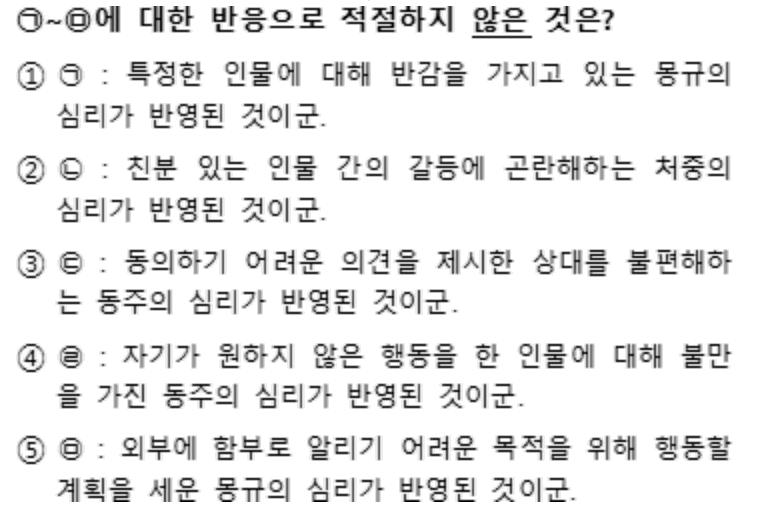 ㉠~㉤에 대한 반응으로 적절하지 않은 것은?
① ㉠ : 특정한 인물에 대해 반감을 가지고 있는 몽규의
심리가 반영된 것이군.
② ㉡ : 친분 있는 인물 간의 갈등에 곤란해하는 처중의
심리가 반영된 것이군.
③ ㉢ : 동의하기 어려운 의견을 제시한 상대를 불편해하
는 동주의 심리가 반영된 것이군.
④ ㉣ : 자기가 원하지 않은 행동을 한 인물에 대해 불만
을 가진 동주의 심리가 반영된 것이군.
⑤ ㉤ : 외부에 함부로 알리기 어려운 목적을 위해 행동할
계획을 세운 몽규의 심리가 반영된 것이군.